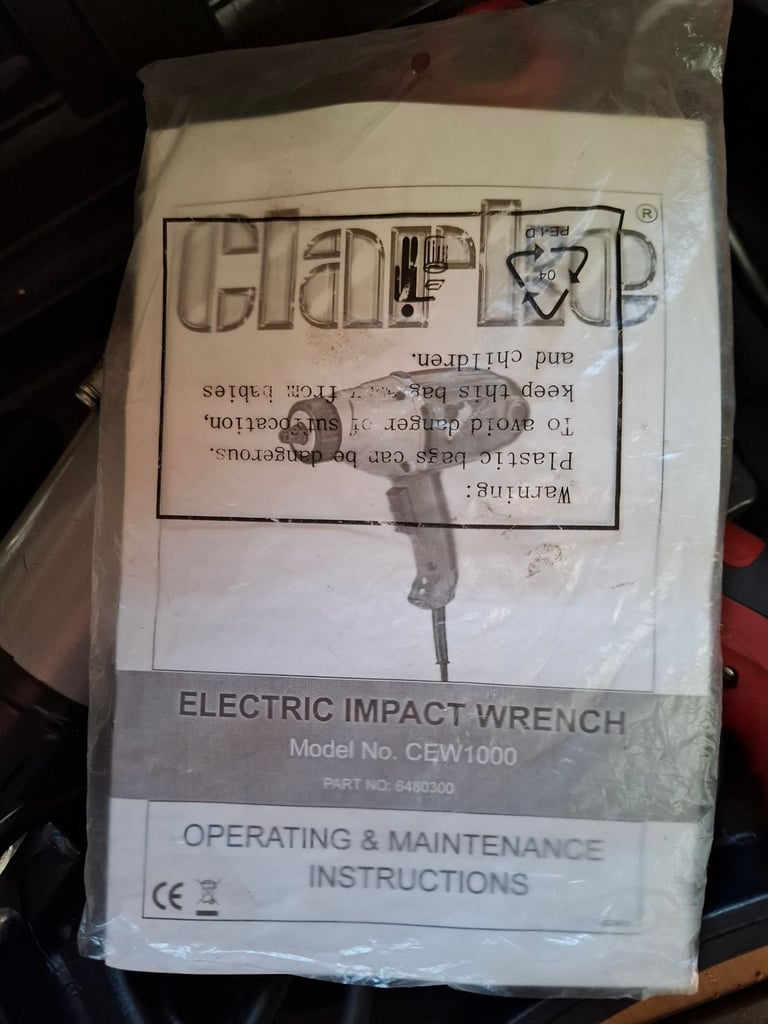 clarke®
04
PE-LD
Warning:
Plastic bags can be dangerous.
To avoid danger of suffocation,
keep this bag away from babies
and children.
ELECTRIC IMPACT WRENCH
Model No. CEW1000
PART NO: 6480300
OPERATING & MAINTENANCE
INSTRUCTIONS
CE